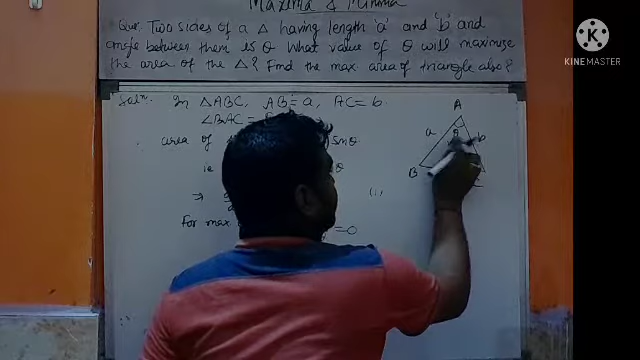 Maxima & Minima
Que: Two sides of a Δ having length 'a' and 'b' and
angle between them is θ What value of θ will maximise
the area of the Δ? Find the max area of triangle also?
Solⁿ. In ΔABC, AB = a, AC = b
∠BAC =
∴ area of sinθ
ie θ
⇒ (1)
For max = 0
A
a
θ
b
B
KINEMASTER